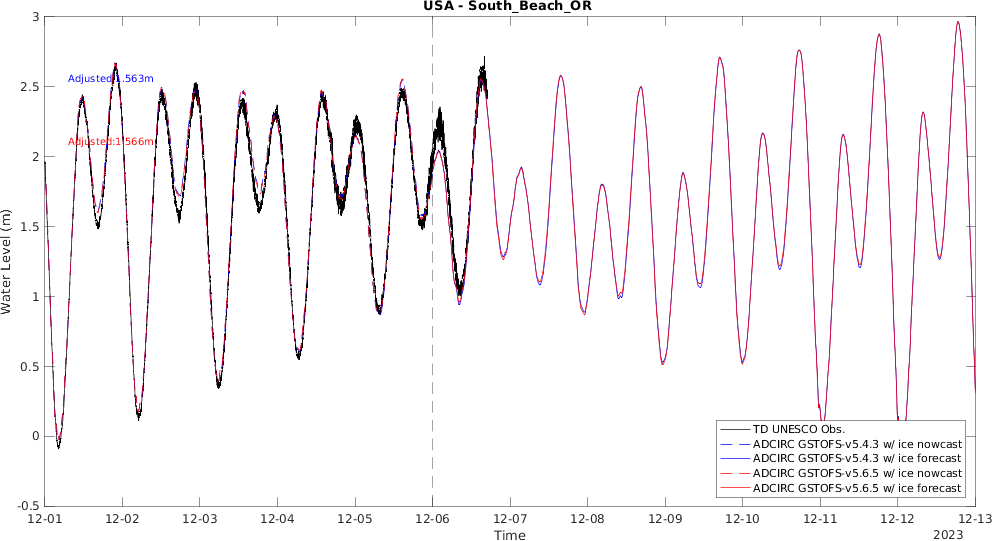 USA - South_Beach_OR
3
2.5
2
1.5
1
0.5
0
-0.5
Water Level (m)
Adjusted:1.563m
Adjusted:1.566m
TD UNESCO Obs.
ADCIRC GSTOFS-v5.4.3 w/ ice nowcast
ADCIRC GSTOFS-v5.4.3 w/ ice forecast
ADCIRC GSTOFS-v5.6.5 w/ ice nowcast
ADCIRC GSTOFS-v5.6.5 w/ ice forecast
12-01 12-02 12-03 12-04 12-05 12-06 12-07 12-08 12-09 12-10 12-11 12-12 12-13
Time
2023